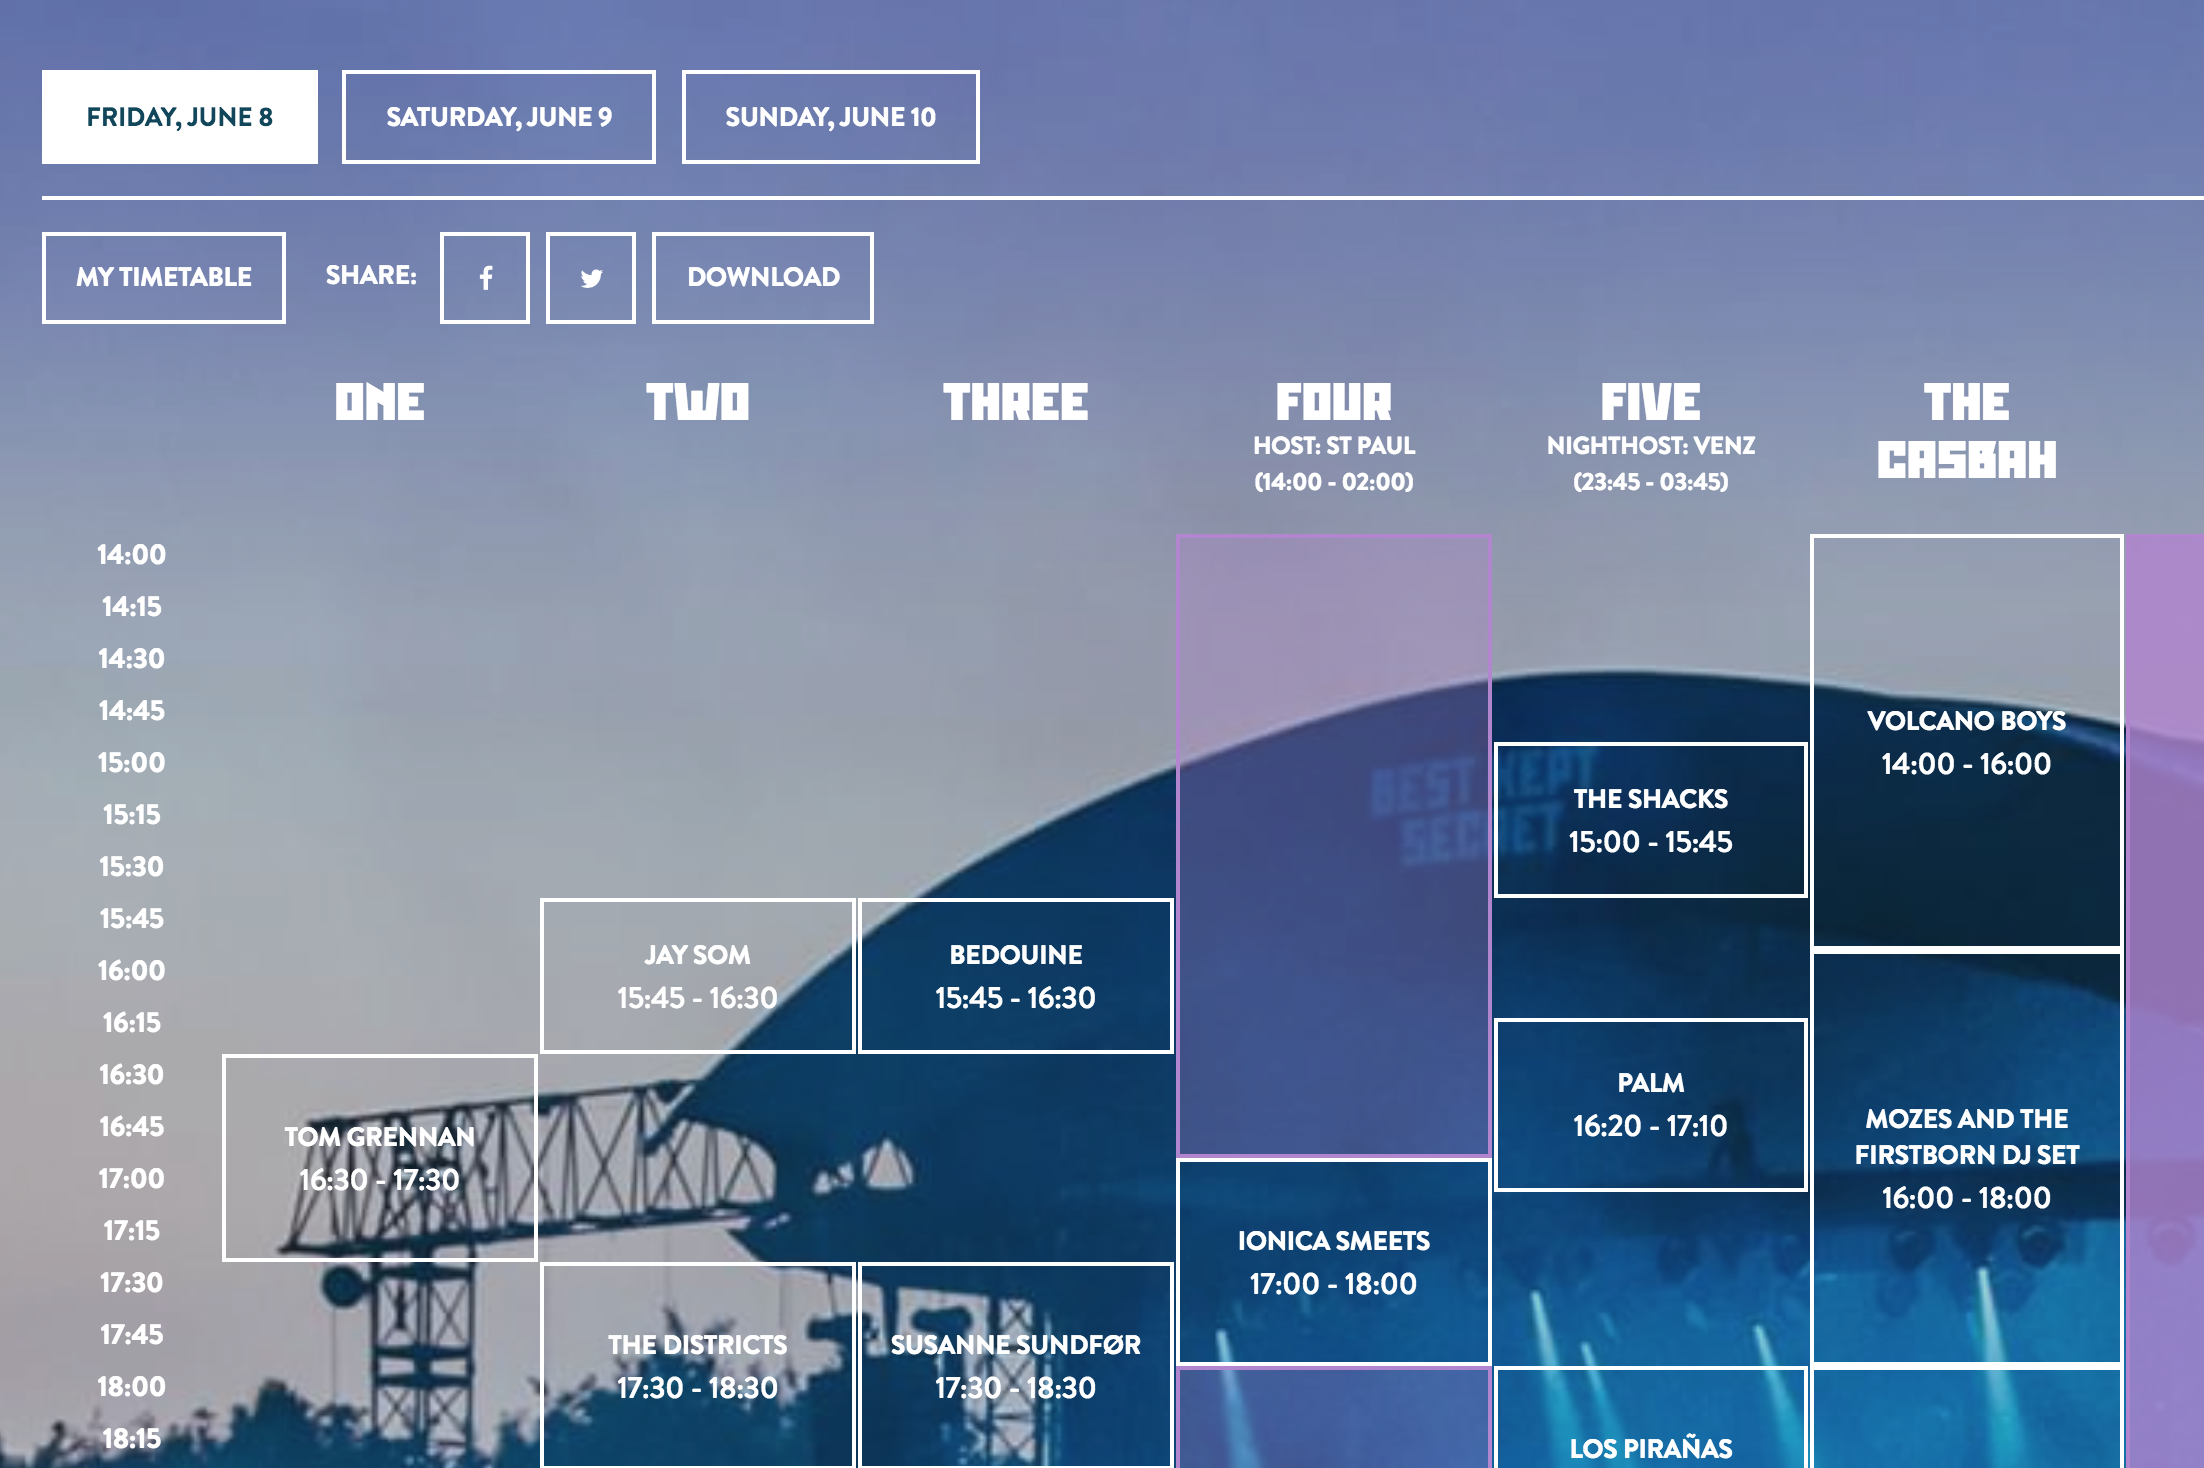 FRIDAY, JUNE 8
SATURDAY, JUNE 9
SUNDAY, JUNE 10
MY TIMETABLE
SHARE:
DOWNLOAD
ONE
TWO
THREE
FOUR
HOST: ST PAUL
(14:00 - 02:00)
FIVE
NIGHTHOST: VENZ
(23:45 - 03:45)
THE
CASBAH
14:00
14:15
14:30
14:45
15:00
15:15
15:30
15:45
16:00
16:15
16:30
16:45
17:00
17:15
17:30
17:45
18:00
18:15
TOM GRENNAN
16:30 - 17:30
JAY SOM
15:45 - 16:30
THE DISTRICTS
17:30 - 18:30
BEDOUINE
15:45 - 16:30
SUSANNE SUNDFØR
17:30 - 18:30
IONICA SMEETS
17:00 - 18:00
BEST KEPT
SECRET
THE SHACKS
15:00 - 15:45
PALM
16:20 - 17:10
LOS PIRAÑAS
VOLCANO BOYS
14:00 - 16:00
MOZES AND THE
FIRSTBORN DJ SET
16:00 - 18:00